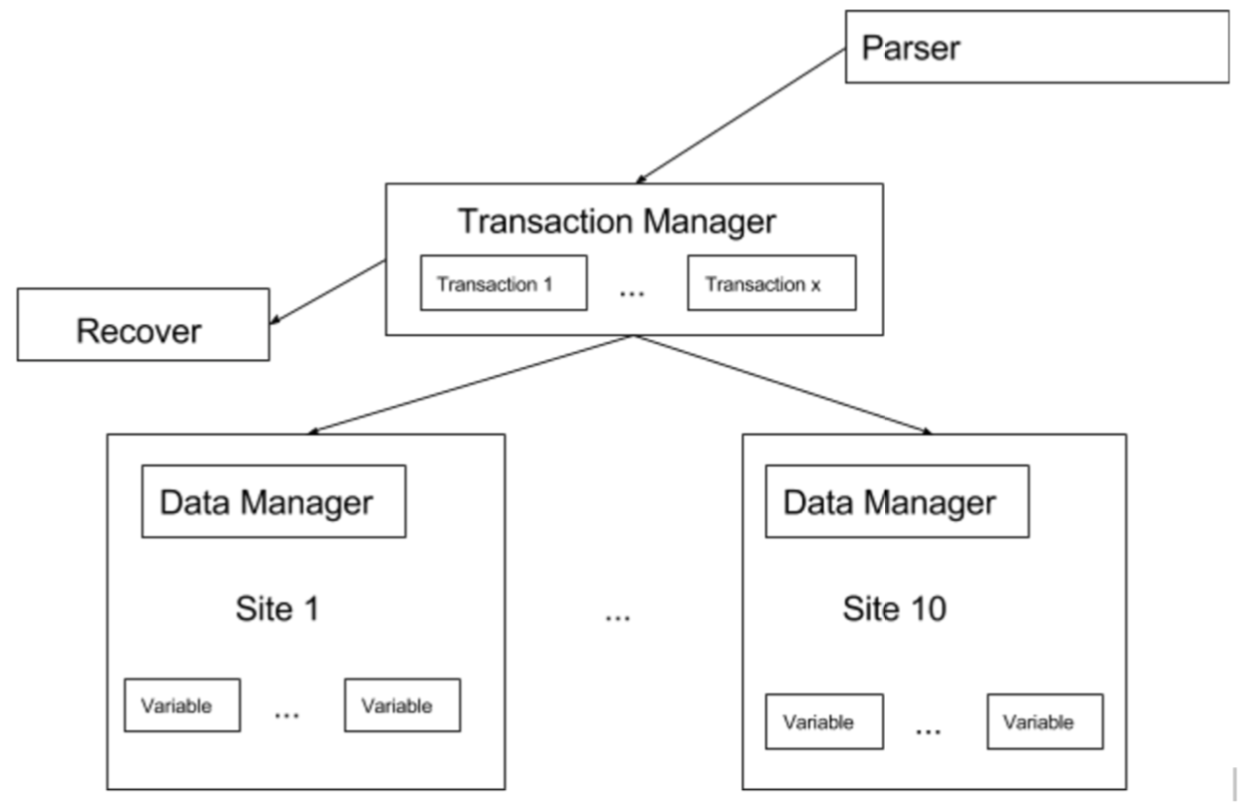 Parser
Transaction Manager
Transaction 1 ... Transaction x
Recover
Data Manager Data Manager
Site 1 ... Site 10
Variable ... Variable
Variable ... Variable